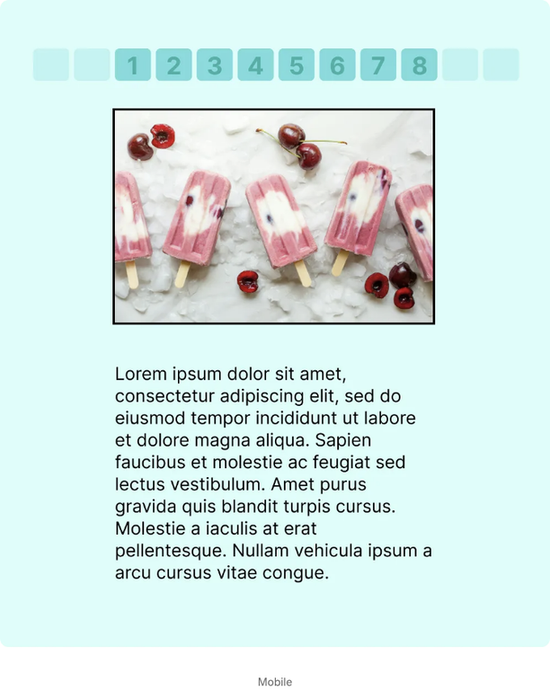 1 2 3 4 5 6 7 8
Lorem ipsum dolor sit amet,
consectetur adipiscing elit, sed do
eiusmod tempor incididunt ut labore
et dolore magna aliqua. Sapien
faucibus et molestie ac feugiat sed
lectus vestibulum. Amet purus
gravida quis blandit turpis cursus.
Molestie a iaculis at erat
pellentesque. Nullam vehicula ipsum a
arcu cursus vitae congue.
Mobile